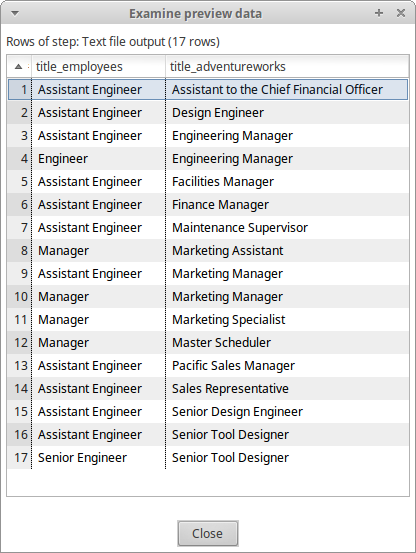 Examine preview data
Rows of step: Text file output (17 rows)
title_employees title_adventureworks
1 Assistant Engineer Assistant to the Chief Financial Officer
2 Assistant Engineer Design Engineer
3 Assistant Engineer Engineering Manager
4 Engineer Engineering Manager
5 Assistant Engineer Facilities Manager
6 Assistant Engineer Finance Manager
7 Assistant Engineer Maintenance Supervisor
8 Manager Marketing Assistant
9 Assistant Engineer Marketing Manager
10 Manager Marketing Manager
11 Manager Marketing Specialist
12 Manager Master Scheduler
13 Assistant Engineer Pacific Sales Manager
14 Assistant Engineer Sales Representative
15 Assistant Engineer Senior Design Engineer
16 Assistant Engineer Senior Tool Designer
17 Senior Engineer Senior Tool Designer
Close